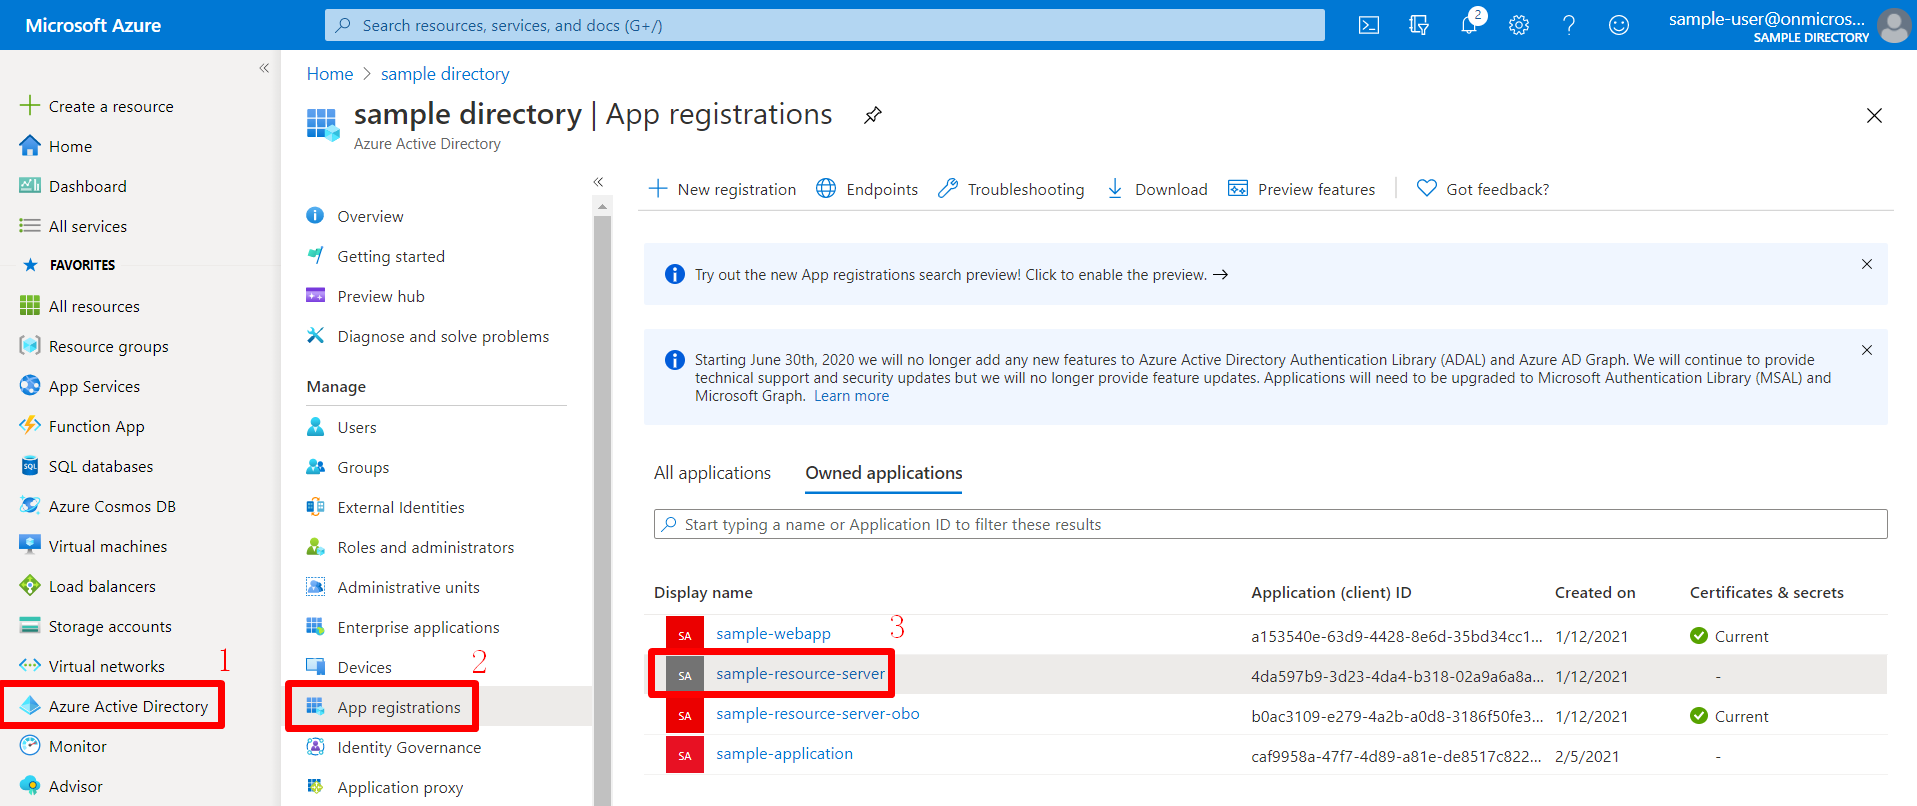 Microsoft Azure
Search resources, services, and docs (G+/)
2
sample-user@onmicros...
SAMPLE DIRECTORY
«
Create a resource
Home
Dashboard
All services
FAVORITES
All resources
Resource groups
App Services
Function App
SQL databases
Azure Cosmos DB
Virtual machines
Load balancers
Storage accounts
Virtual networks
1
Azure Active Directory
Monitor
Advisor
Home > sample directory
sample directory | App registrations
Azure Active Directory
«
Overview
Getting started
Preview hub
Diagnose and solve problems
Manage
Users
Groups
External Identities
Roles and administrators
Administrative units
Enterprise applications
Devices
2
App registrations
Identity Governance
Application proxy
New registration Endpoints Troubleshooting Download Preview features Got feedback?
Try out the new App registrations search preview! Click to enable the preview. →
Starting June 30th, 2020 we will no longer add any new features to Azure Active Directory Authentication Library (ADAL) and Azure AD Graph. We will continue to provide
technical support and security updates but we will no longer provide feature updates. Applications will need to be upgraded to Microsoft Authentication Library (MSAL) and
Microsoft Graph. Learn more
All applications Owned applications
Start typing a name or Application ID to filter these results
Display name Application (client) ID Created on Certificates & secrets
3
SA sample-webapp a153540e-63d9-4428-8e6d-35bd34cc1... 1/12/2021 Current
SA sample-resource-server 4da597b9-3d23-4da4-b318-02a9a6a8a... 1/12/2021 -
SA sample-resource-server-obo b0ac3109-e279-4a2b-a0d8-3186f50fe3... 1/12/2021 Current
SA sample-application caf9958a-47f7-4d89-a81e-de8517c822... 2/5/2021 -